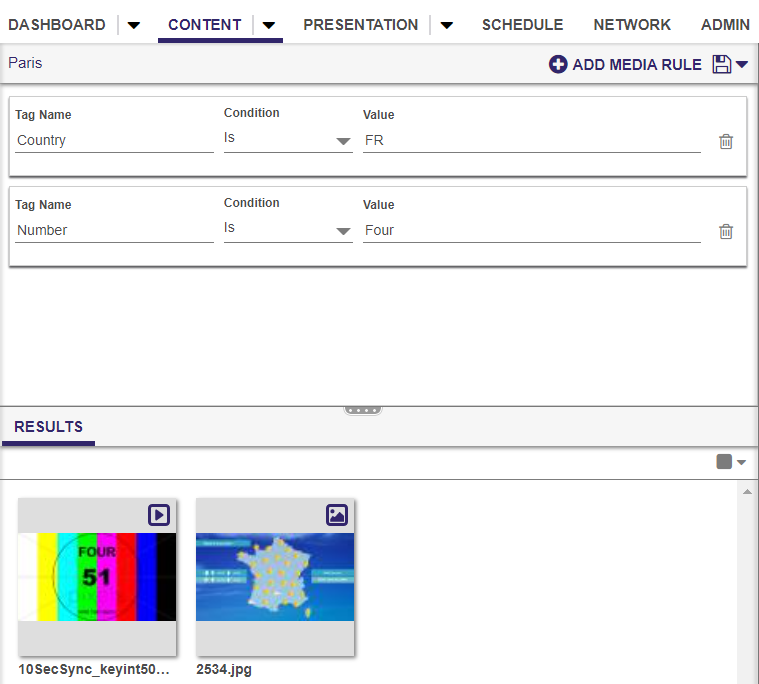 DASHBOARD CONTENT PRESENTATION SCHEDULE NETWORK ADMIN
Paris ADD MEDIA RULE
Tag Name Condition Value
Country Is FR
Tag Name Condition Value
Number Is Four
RESULTS
FOUR
51
10SecSync_keyint50... 2534.jpg